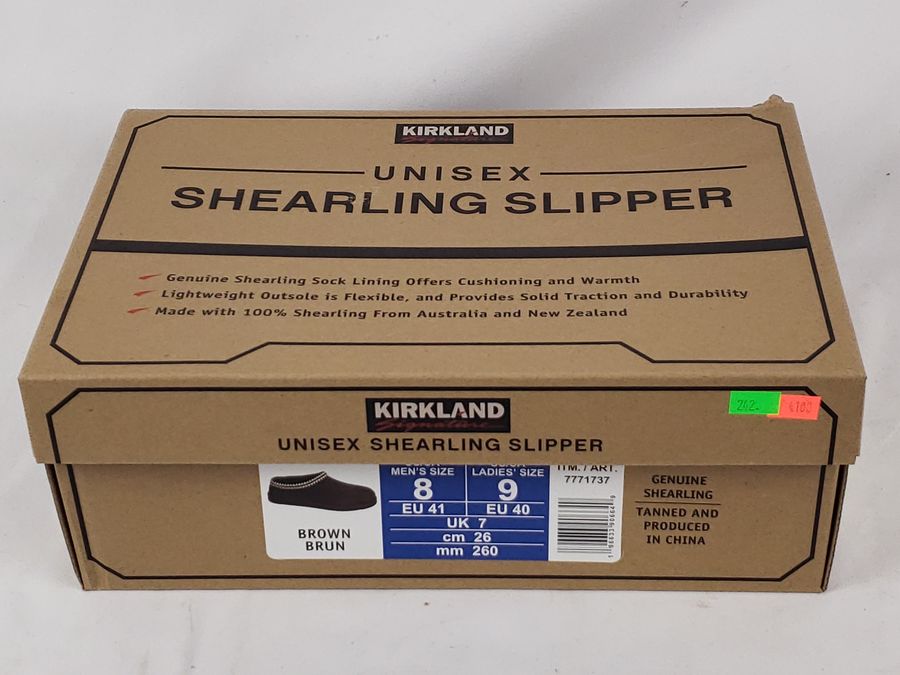 KIRKLAND
Signature
UNISEX
SHEARLING SLIPPER
Genuine Shearling Sock Lining Offers Cushioning and Warmth
Lightweight Outsole is Flexible, and Provides Solid Traction and Durability
Made with 100% Shearling From Australia and New Zealand
KIRKLAND
Signature
UNISEX SHEARLING SLIPPER
242
BROWN
BRUN
MEN'S SIZE
8
EU 41
LADIES' SIZE
9
EU 40
UK 7
cm 26
mm 260
ITM. / ART.
7771737
GENUINE
SHEARLING
TANNED AND
PRODUCED
IN CHINA